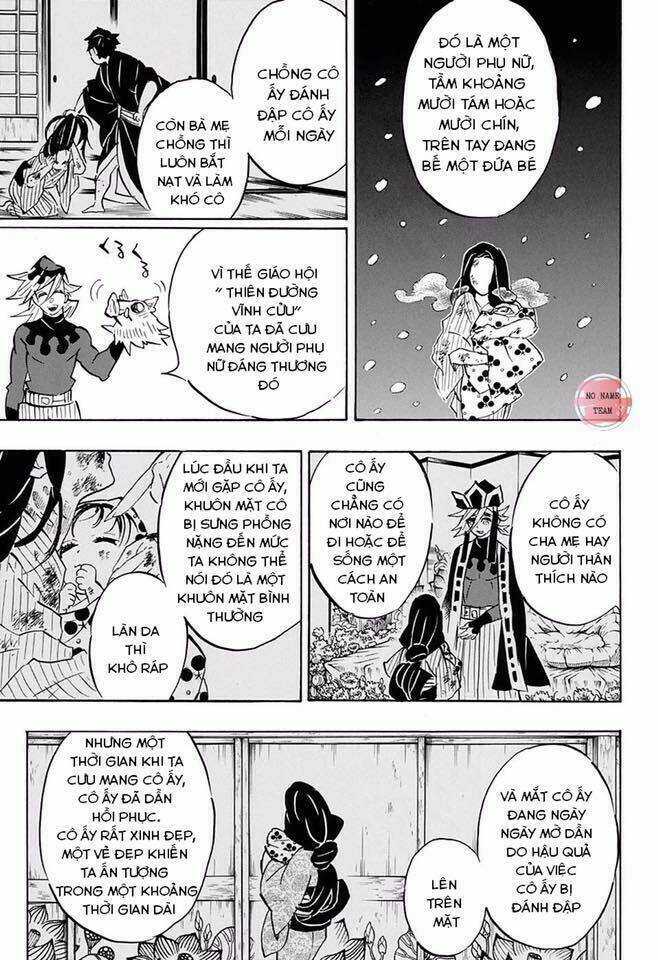 ĐÓ LÀ MỘT
NGƯỜI PHỤ NỮ,
TẦM KHOẢNG
MƯỜI TÁM HOẶC
MƯỜI CHÍN,
TRÊN TAY ĐANG
BẾ MỘT ĐỨA BÉ
CHỒNG CÔ
ẤY ĐÁNH
ĐẬP CÔ ẤY
MỖI NGÀY
CÒN BÀ MẸ
CHỒNG THÌ
LUÔN BẮT
NẠT VÀ LÀM
KHÓ CÔ
VÌ THẾ GIÁO HỘI
“ THIÊN ĐƯỜNG
VĨNH CỬU”
CỦA TA ĐÃ CƯU
MANG NGƯỜI PHỤ
NỮ ĐÁNG THƯƠNG
ĐÓ
NO NAME
TEAM
CÔ ẤY
KHÔNG CÓ
CHA MẸ HAY
NGƯỜI THÂN
THÍCH NÀO
CÔ ẤY
CŨNG
CHẲNG CÓ
NƠI NÀO ĐỂ
ĐI HOẶC ĐỂ
SỐNG MỘT
CÁCH AN
TOÀN
LÚC ĐẦU KHI TA
MỚI GẶP CÔ ẤY,
KHUÔN MẶT CÔ
BỊ SƯNG PHỒNG
NẶNG ĐẾN MỨC
TA KHÔNG THỂ
NÓI ĐÓ LÀ MỘT
KHUÔN MẶT BÌNH
THƯỜNG
LÀN DA
THÌ
KHÔ RÁP
VÀ MẮT CÔ ẤY
ĐANG NGÀY
NGÀY MỜ DẦN
DO HẬU QUẢ
CỦA VIỆC
CÔ ẤY BỊ
ĐÁNH ĐẬP
LÊN
TRÊN
MẶT
NHƯNG MỘT
THỜI GIAN KHI TA
CƯU MANG CÔ ẤY,
CÔ ẤY ĐÃ DẦN
HỒI PHỤC.
CÔ ẤY RẤT XINH ĐẸP,
MỘT VẺ ĐẸP KHIẾN
TA ẤN TƯỢNG
TRONG MỘT KHOẢNG
THỜI GIAN DÀI